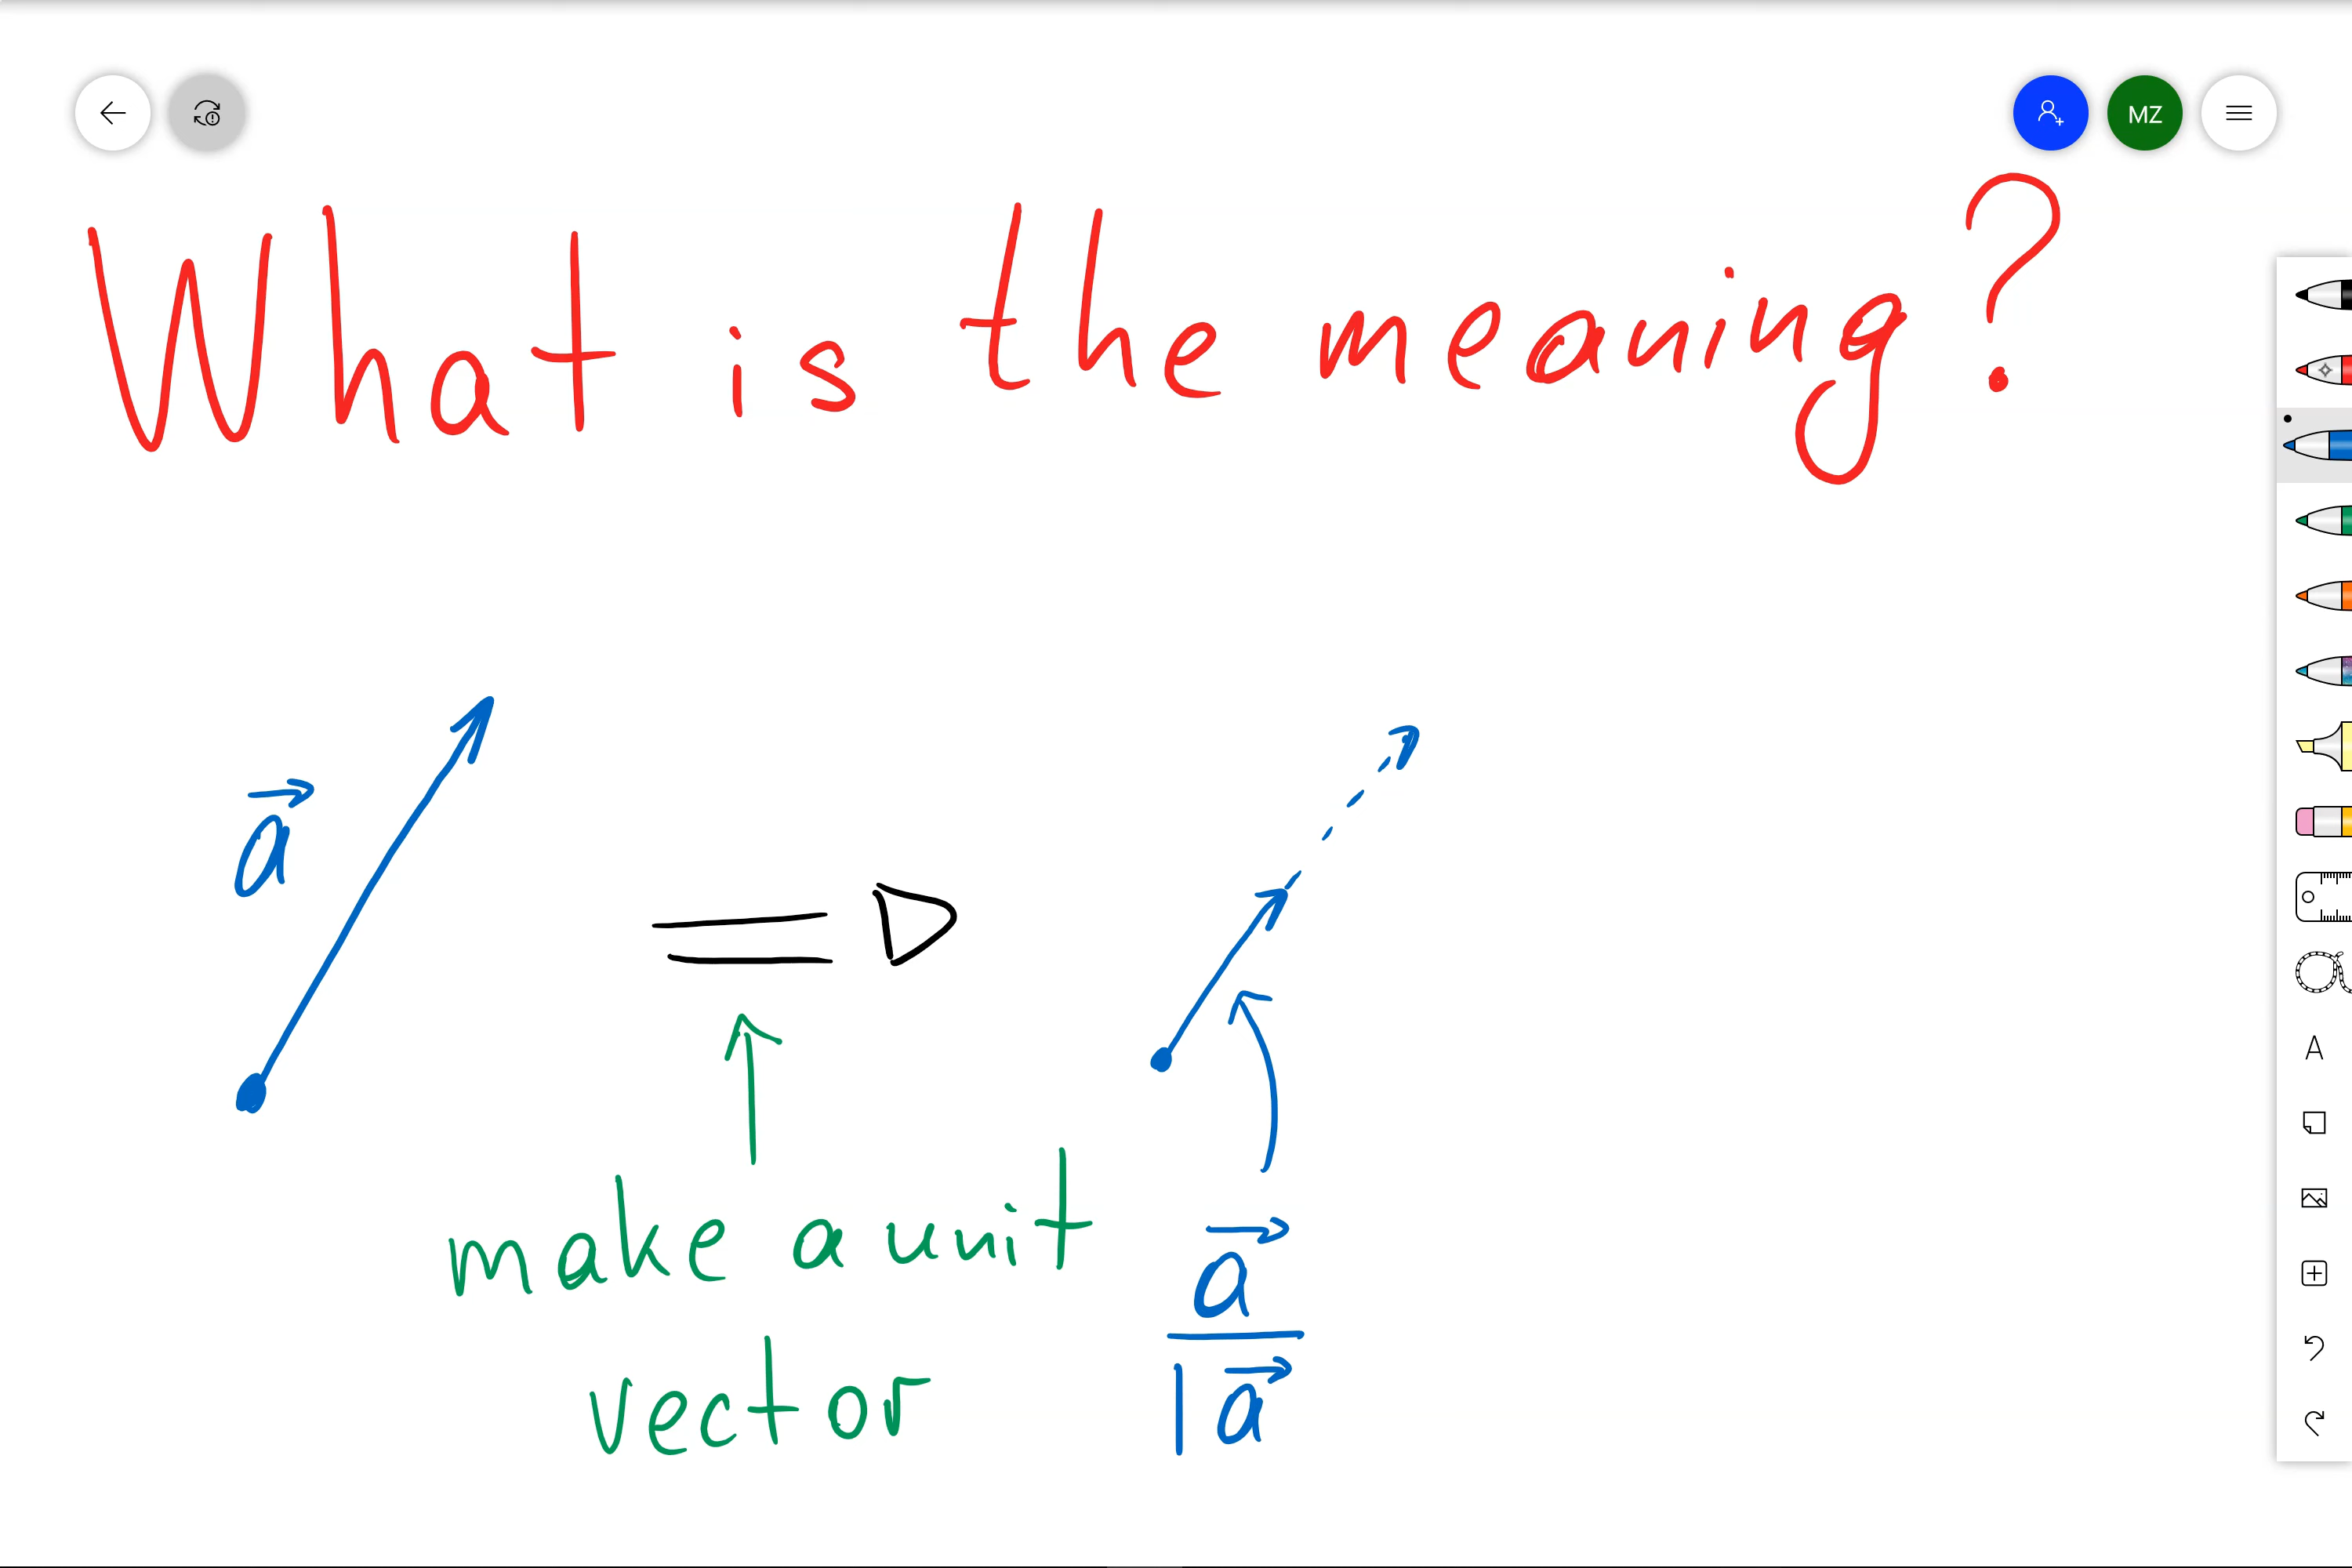 MZ
What is the meaning?
a⃗
make a unit
vector
a⃗
|a⃗
A